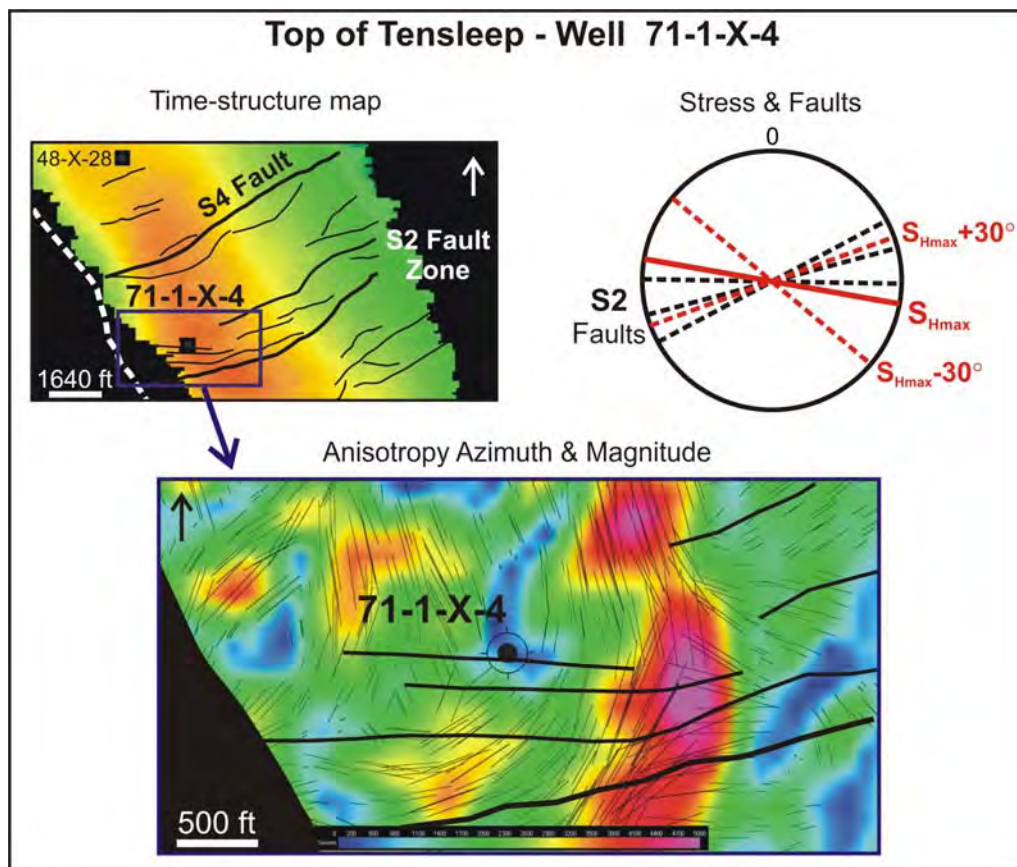 Top of Tensleep - Well 71-1-X-4
Time-structure map
48-X-28
S4 Fault
S2 Fault
Zone
71-1-X-4
1640 ft
Stress & Faults
0
S2
Faults
SHmax+30°
SHmax
SHmax-30°
Anisotropy Azimuth & Magnitude
71-1-X-4
500 ft